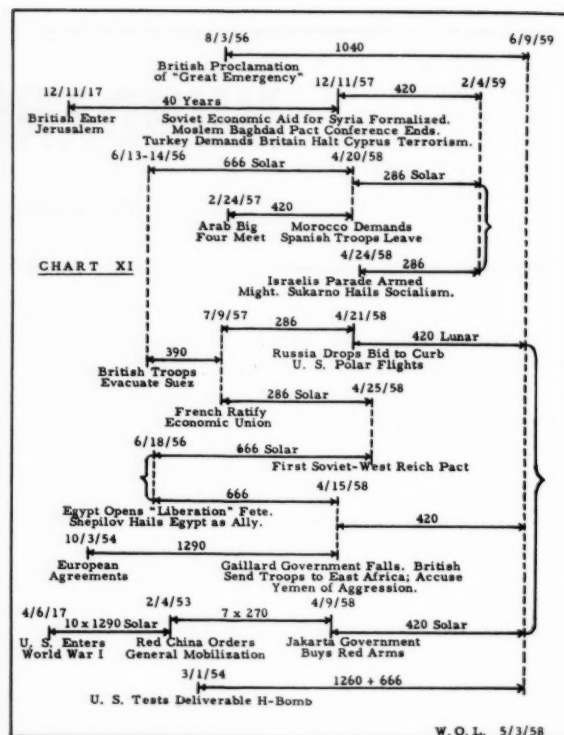 8/3/56 6/9/59
1040
British Proclamation
of "Great Emergency"
12/11/17 12/11/57 2/4/59
40 Years 420
British Enter
Jerusalem
Soviet Economic Aid for Syria Formalized.
Moslem Baghdad Pact Conference Ends.
Turkey Demands Britain Halt Cyprus Terrorism.
6/13-14/56 4/20/58
666 Solar 286 Solar
2/24/57
420
Arab Big
Four Meet
Morocco Demands
Spanish Troops Leave
4/24/58
286
CHART XI
Israelis Parade Armed
Might. Sukarno Hails Socialism.
7/9/57 4/21/58
286 420 Lunar
390
Russia Drops Bid to Curb
U. S. Polar Flights
British Troops
Evacuate Suez
4/25/58
286 Solar
French Ratify
Economic Union
6/18/56
666 Solar
First Soviet-West Reich Pact
4/15/58
666
Egypt Opens "Liberation" Fete.
Shepilov Hails Egypt as Ally.
420
10/3/54
1290
European
Agreements
Gaillard Government Falls. British
Send Troops to East Africa; Accuse
Yemen of Aggression.
4/6/17 2/4/53 4/9/58
10 x 1290 Solar 7 x 270 420 Solar
U. S. Enters
World War I
Red China Orders
General Mobilization
Jakarta Government
Buys Red Arms
3/1/54
1260 + 666
U. S. Tests Deliverable H-Bomb
W. O. L. 5/3/58